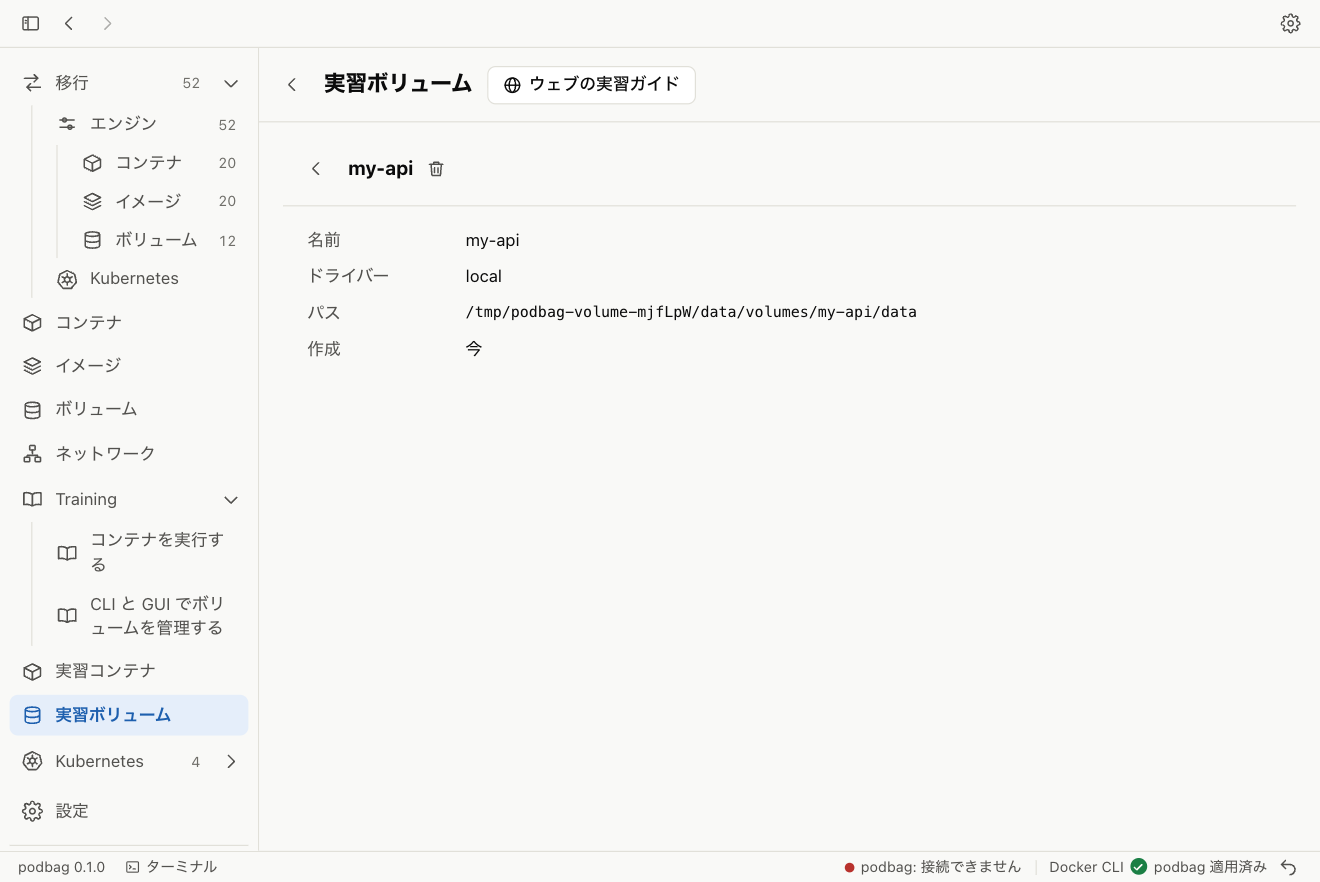 移行 52
エンジン 52
コンテナ 20
イメージ 20
ボリューム 12
Kubernetes
コンテナ
イメージ
ボリューム
ネットワーク
Training
コンテナを実行す
る
CLI と GUI でボリ
ュームを管理する
実習コンテナ
実習ボリューム
Kubernetes 4
設定
実習ボリューム ウェブの実習ガイド
my-api
名前 my-api
ドライバー local
パス /tmp/podbag-volume-mjfLpW/data/volumes/my-api/data
作成 今
podbag 0.1.0 ターミナル podbag: 接続できません Docker CLI podbag 適用済み